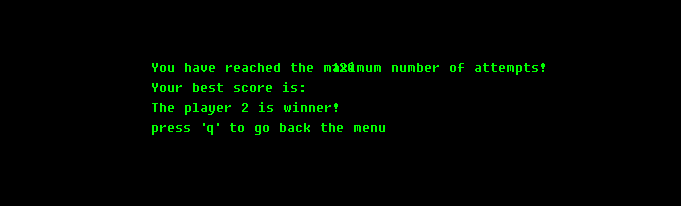 You have reached the maximum number of attempts!
Your best score is:
The player 2 is winner!
press 'q' to go back the menu